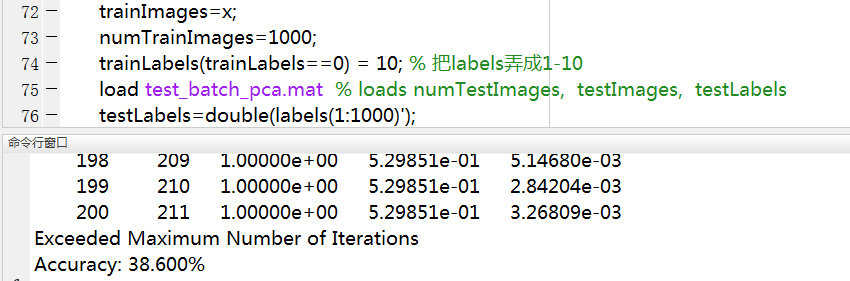 72 trainImages=x;
73 numTrainImages=1000;
74 trainLabels(trainLabels==0) = 10; % 把labels弄成1-10
75 load test_batch_pca.mat % loads numTestImages, testImages, testLabels
76 testLabels=double(labels(1:1000)');
命令行窗口
198 209 1.00000e+00 5.29851e-01 5.14680e-03
199 210 1.00000e+00 5.29851e-01 2.84204e-03
200 211 1.00000e+00 5.29851e-01 3.26809e-03
Exceeded Maximum Number of Iterations
Accuracy: 38.600%